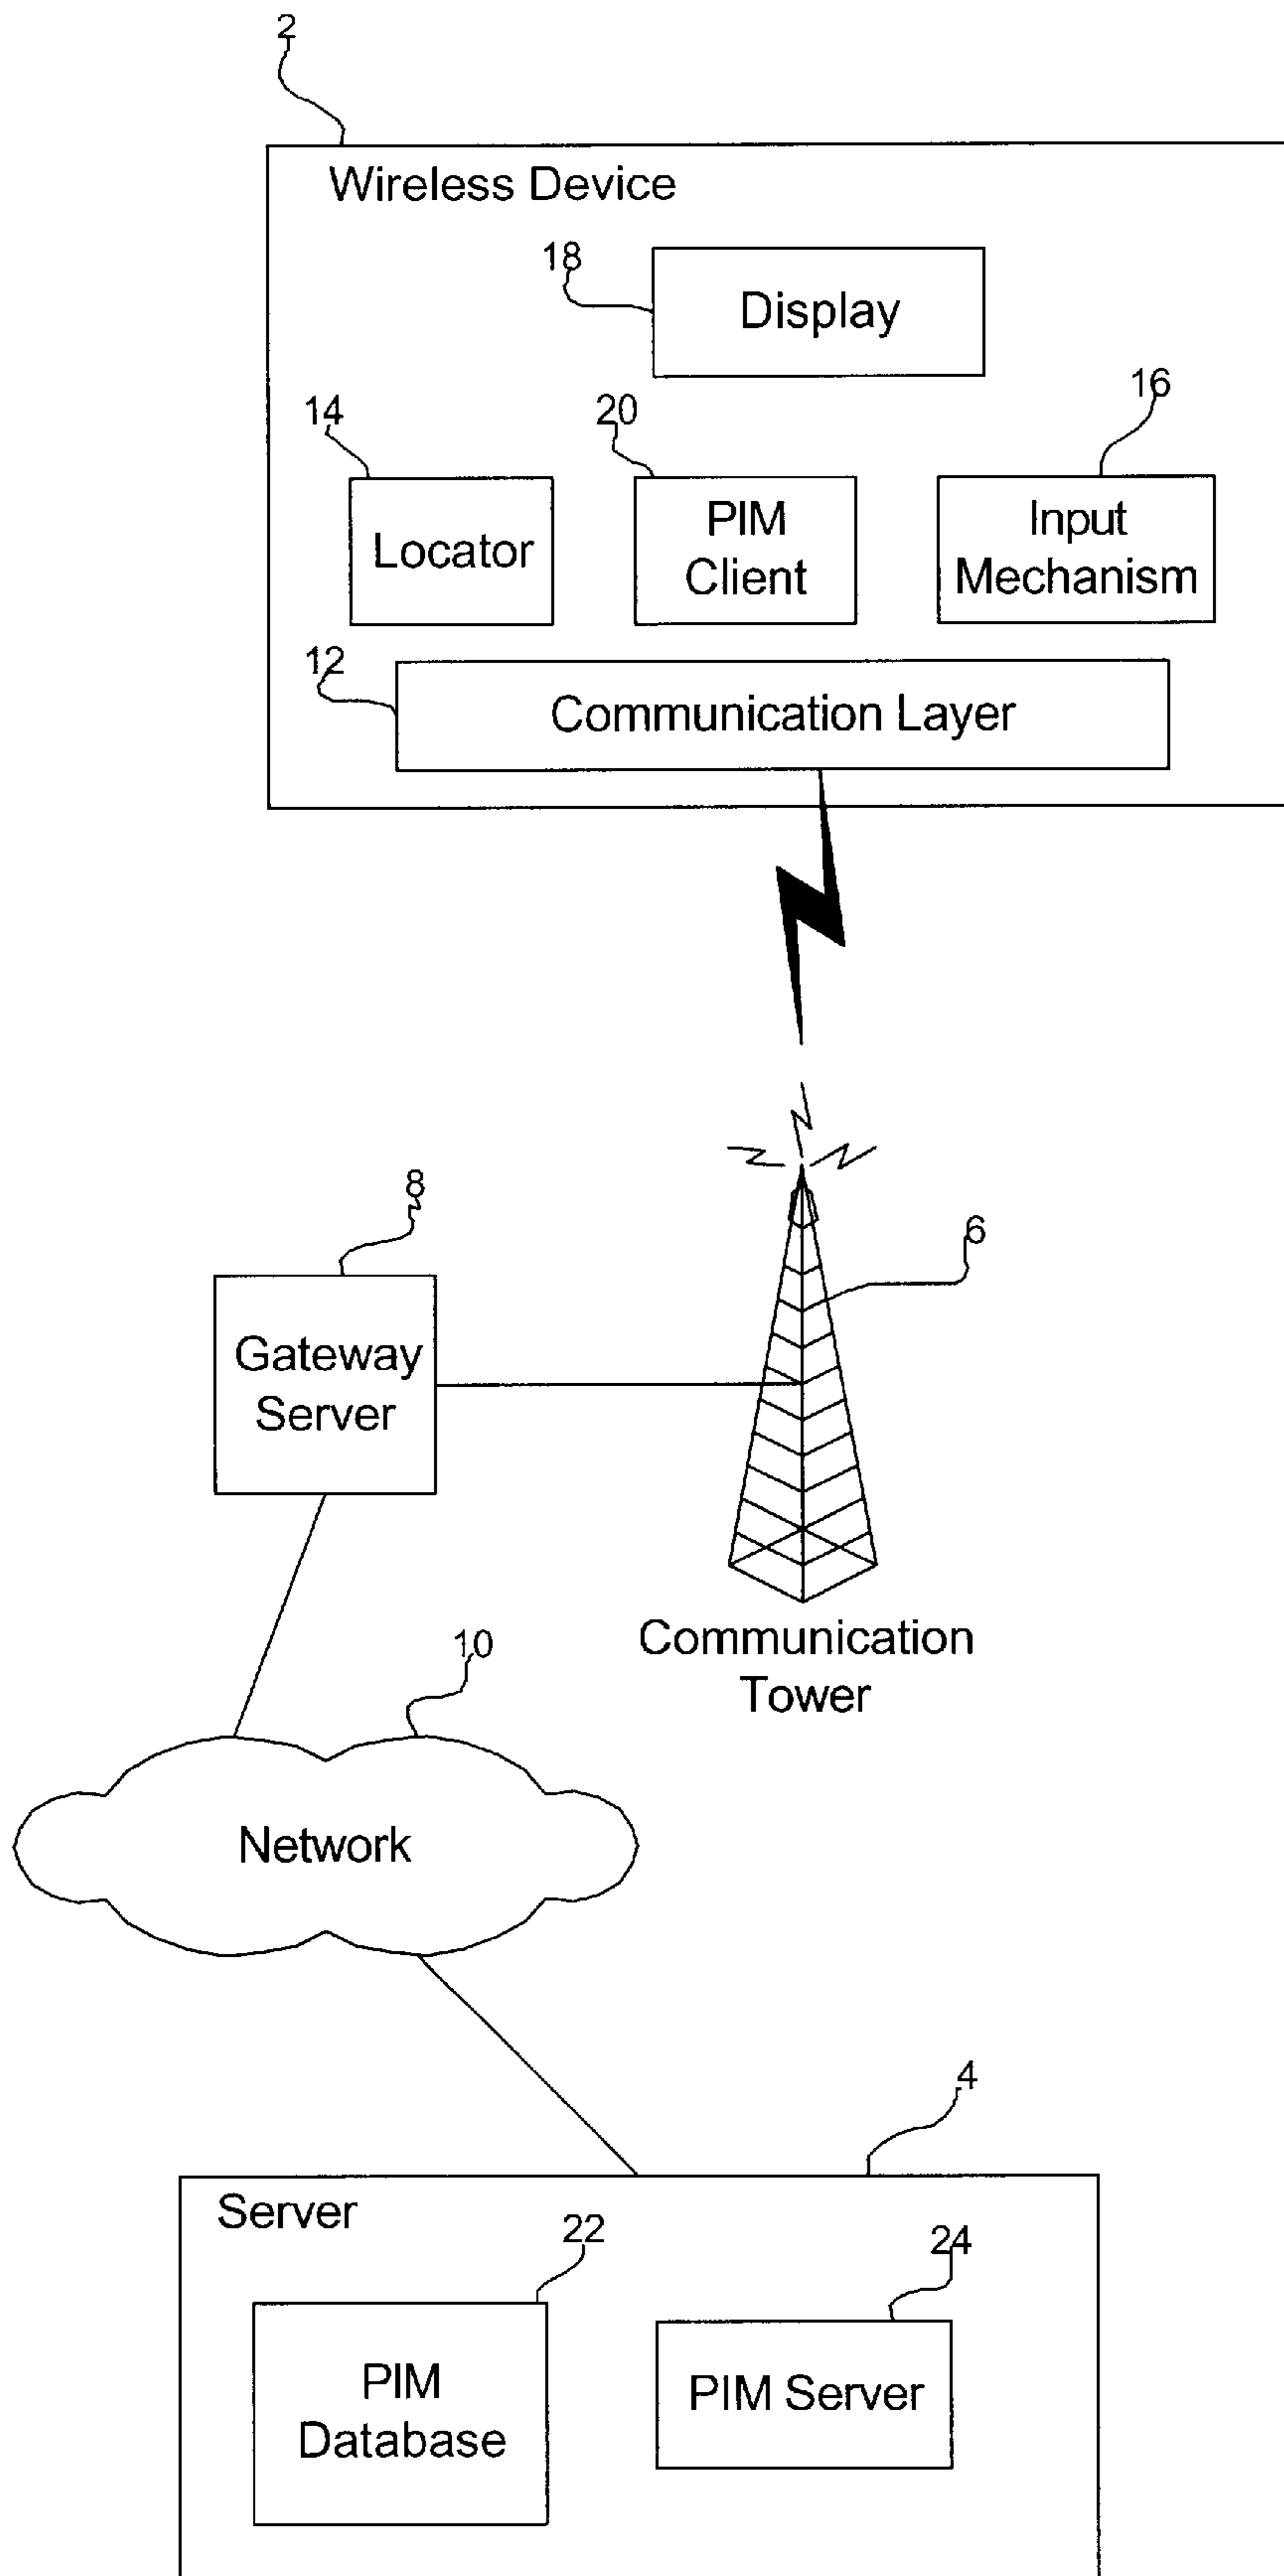 2
Wireless Device
18
Display
14
20
16
Locator
PIM
Client
Input
Mechanism
12
Communication Layer
8
6
Gateway
Server
Communication
Tower
10
Network
4
Server
22
24
PIM
Database
PIM Server